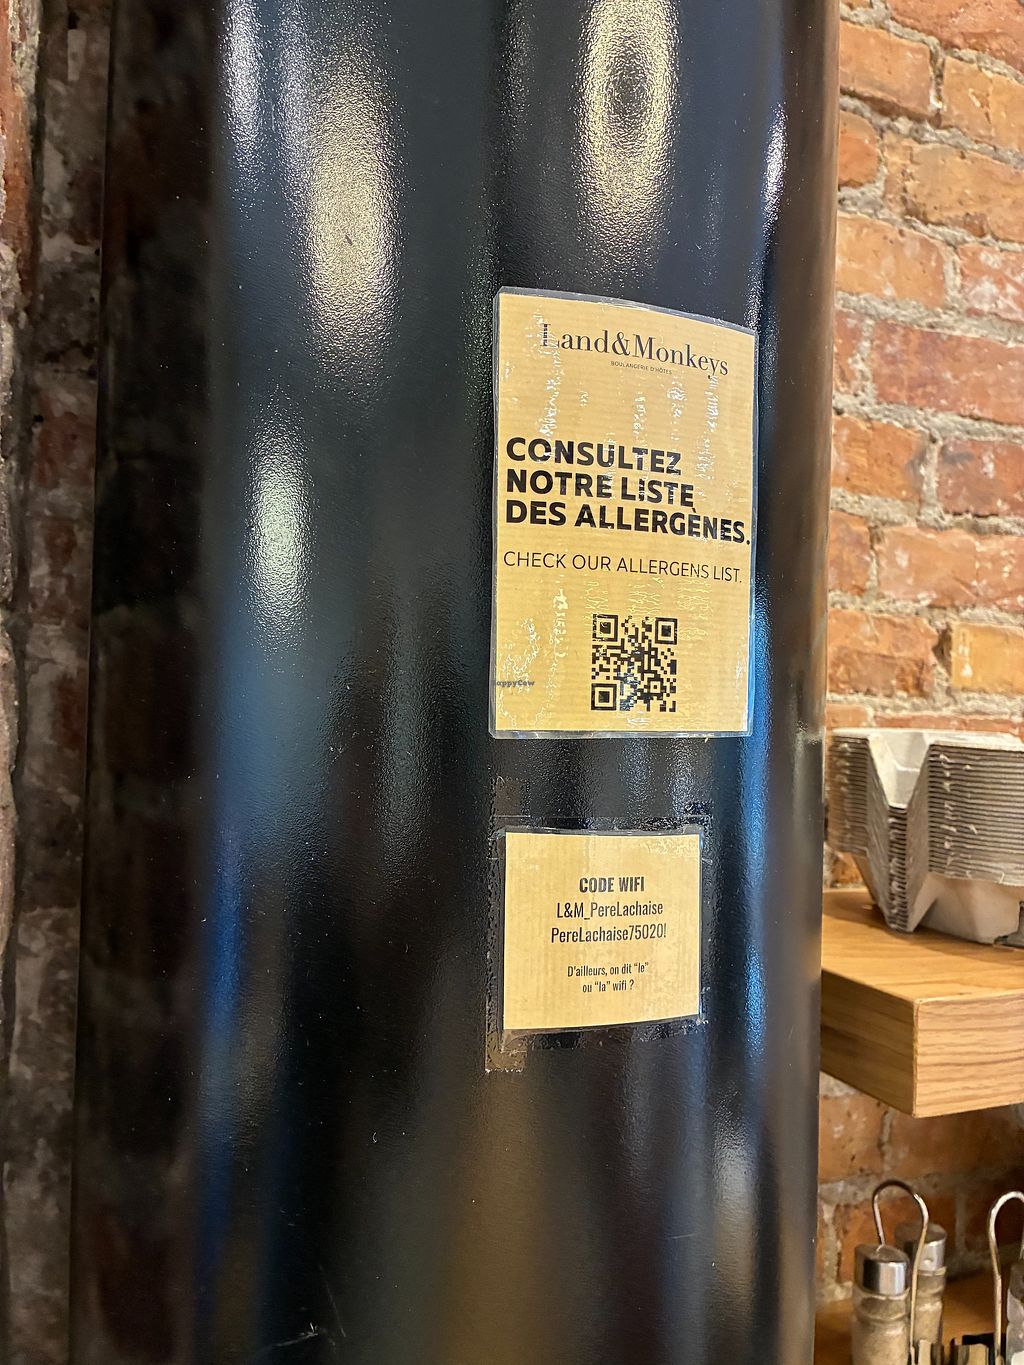 Land&Monkeys
BOULANGERIE D'HÔTES
CONSULTEZ
NOTRE LISTE
DES ALLERGÈNES.
CHECK OUR ALLERGENS LIST.
HappyCow
CODE WIFI
L&M_PereLachaise
PereLachaise75020!
D'ailleurs, on dit "le"
ou "la" wifi ?